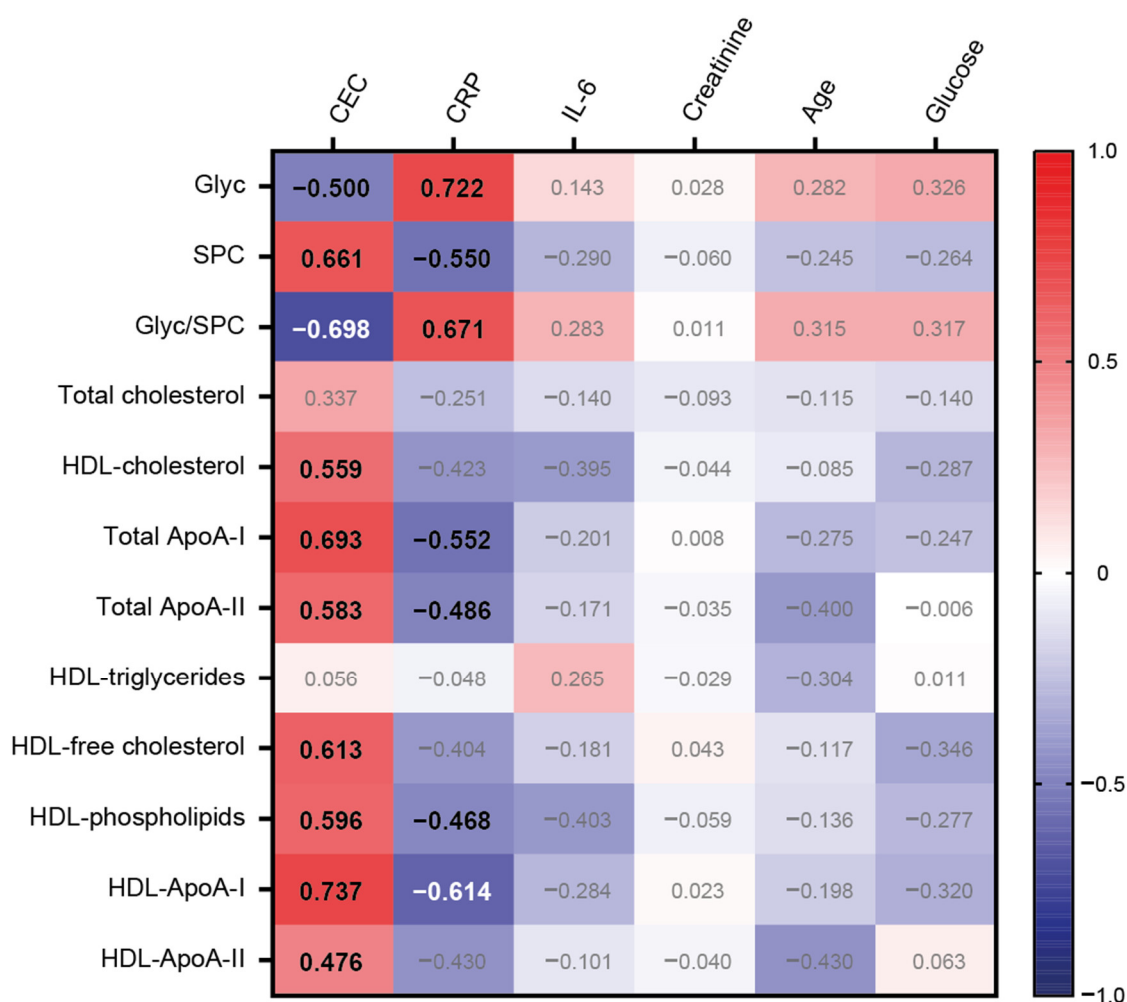 CEC CRP IL-6 Creatinine Age Glucose
Glyc −0.500 0.722 0.143 0.028 0.282 0.326
SPC 0.661 −0.550 −0.290 −0.060 −0.245 −0.264
Glyc/SPC −0.698 0.671 0.283 0.011 0.315 0.317
Total cholesterol 0.337 −0.251 −0.140 −0.093 −0.115 −0.140
HDL-cholesterol 0.559 −0.423 −0.395 −0.044 −0.085 −0.287
Total ApoA-I 0.693 −0.552 −0.201 0.008 −0.275 −0.247
Total ApoA-II 0.583 −0.486 −0.171 −0.035 −0.400 −0.006
HDL-triglycerides 0.056 −0.048 0.265 −0.029 −0.304 0.011
HDL-free cholesterol 0.613 −0.404 −0.181 0.043 −0.117 −0.346
HDL-phospholipids 0.596 −0.468 −0.403 −0.059 −0.136 −0.277
HDL-ApoA-I 0.737 −0.614 −0.284 0.023 −0.198 −0.320
HDL-ApoA-II 0.476 −0.430 −0.101 −0.040 −0.430 0.063
1.0
0.5
0
−0.5
−1.0